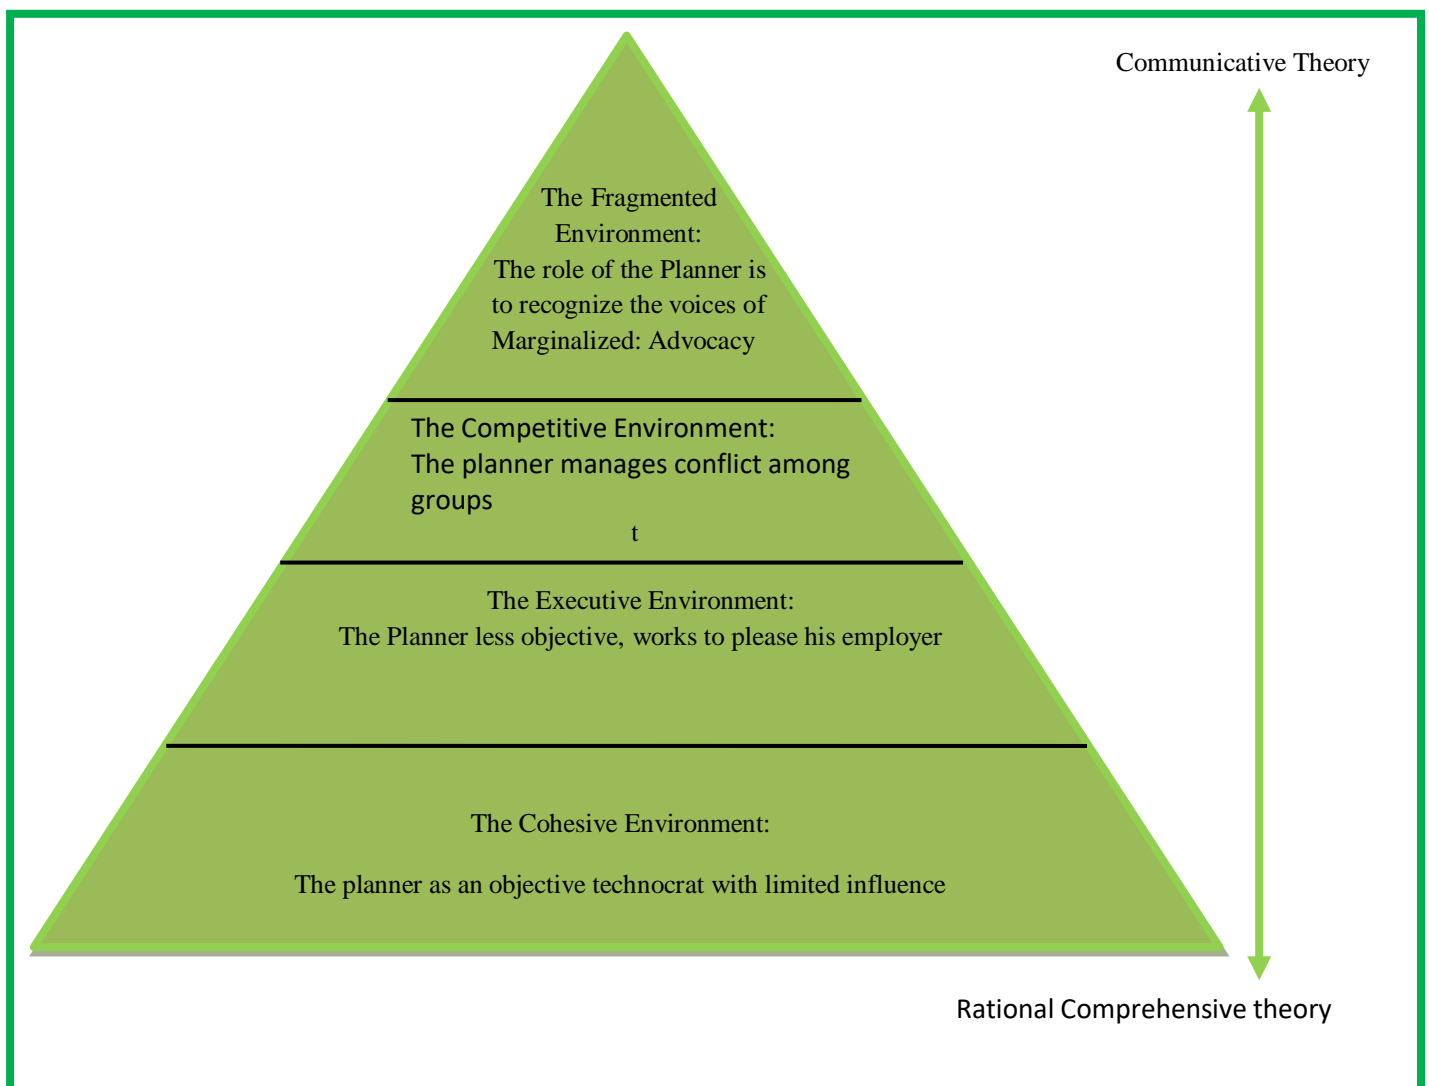 Communicative Theory
The Fragmented
Environment:
The role of the Planner is
to recognize the voices of
Marginalized: Advocacy
The Competitive Environment:
The planner manages conflict among
groups
t
The Executive Environment:
The Planner less objective, works to please his employer
The Cohesive Environment:
The planner as an objective technocrat with limited influence
Rational Comprehensive theory